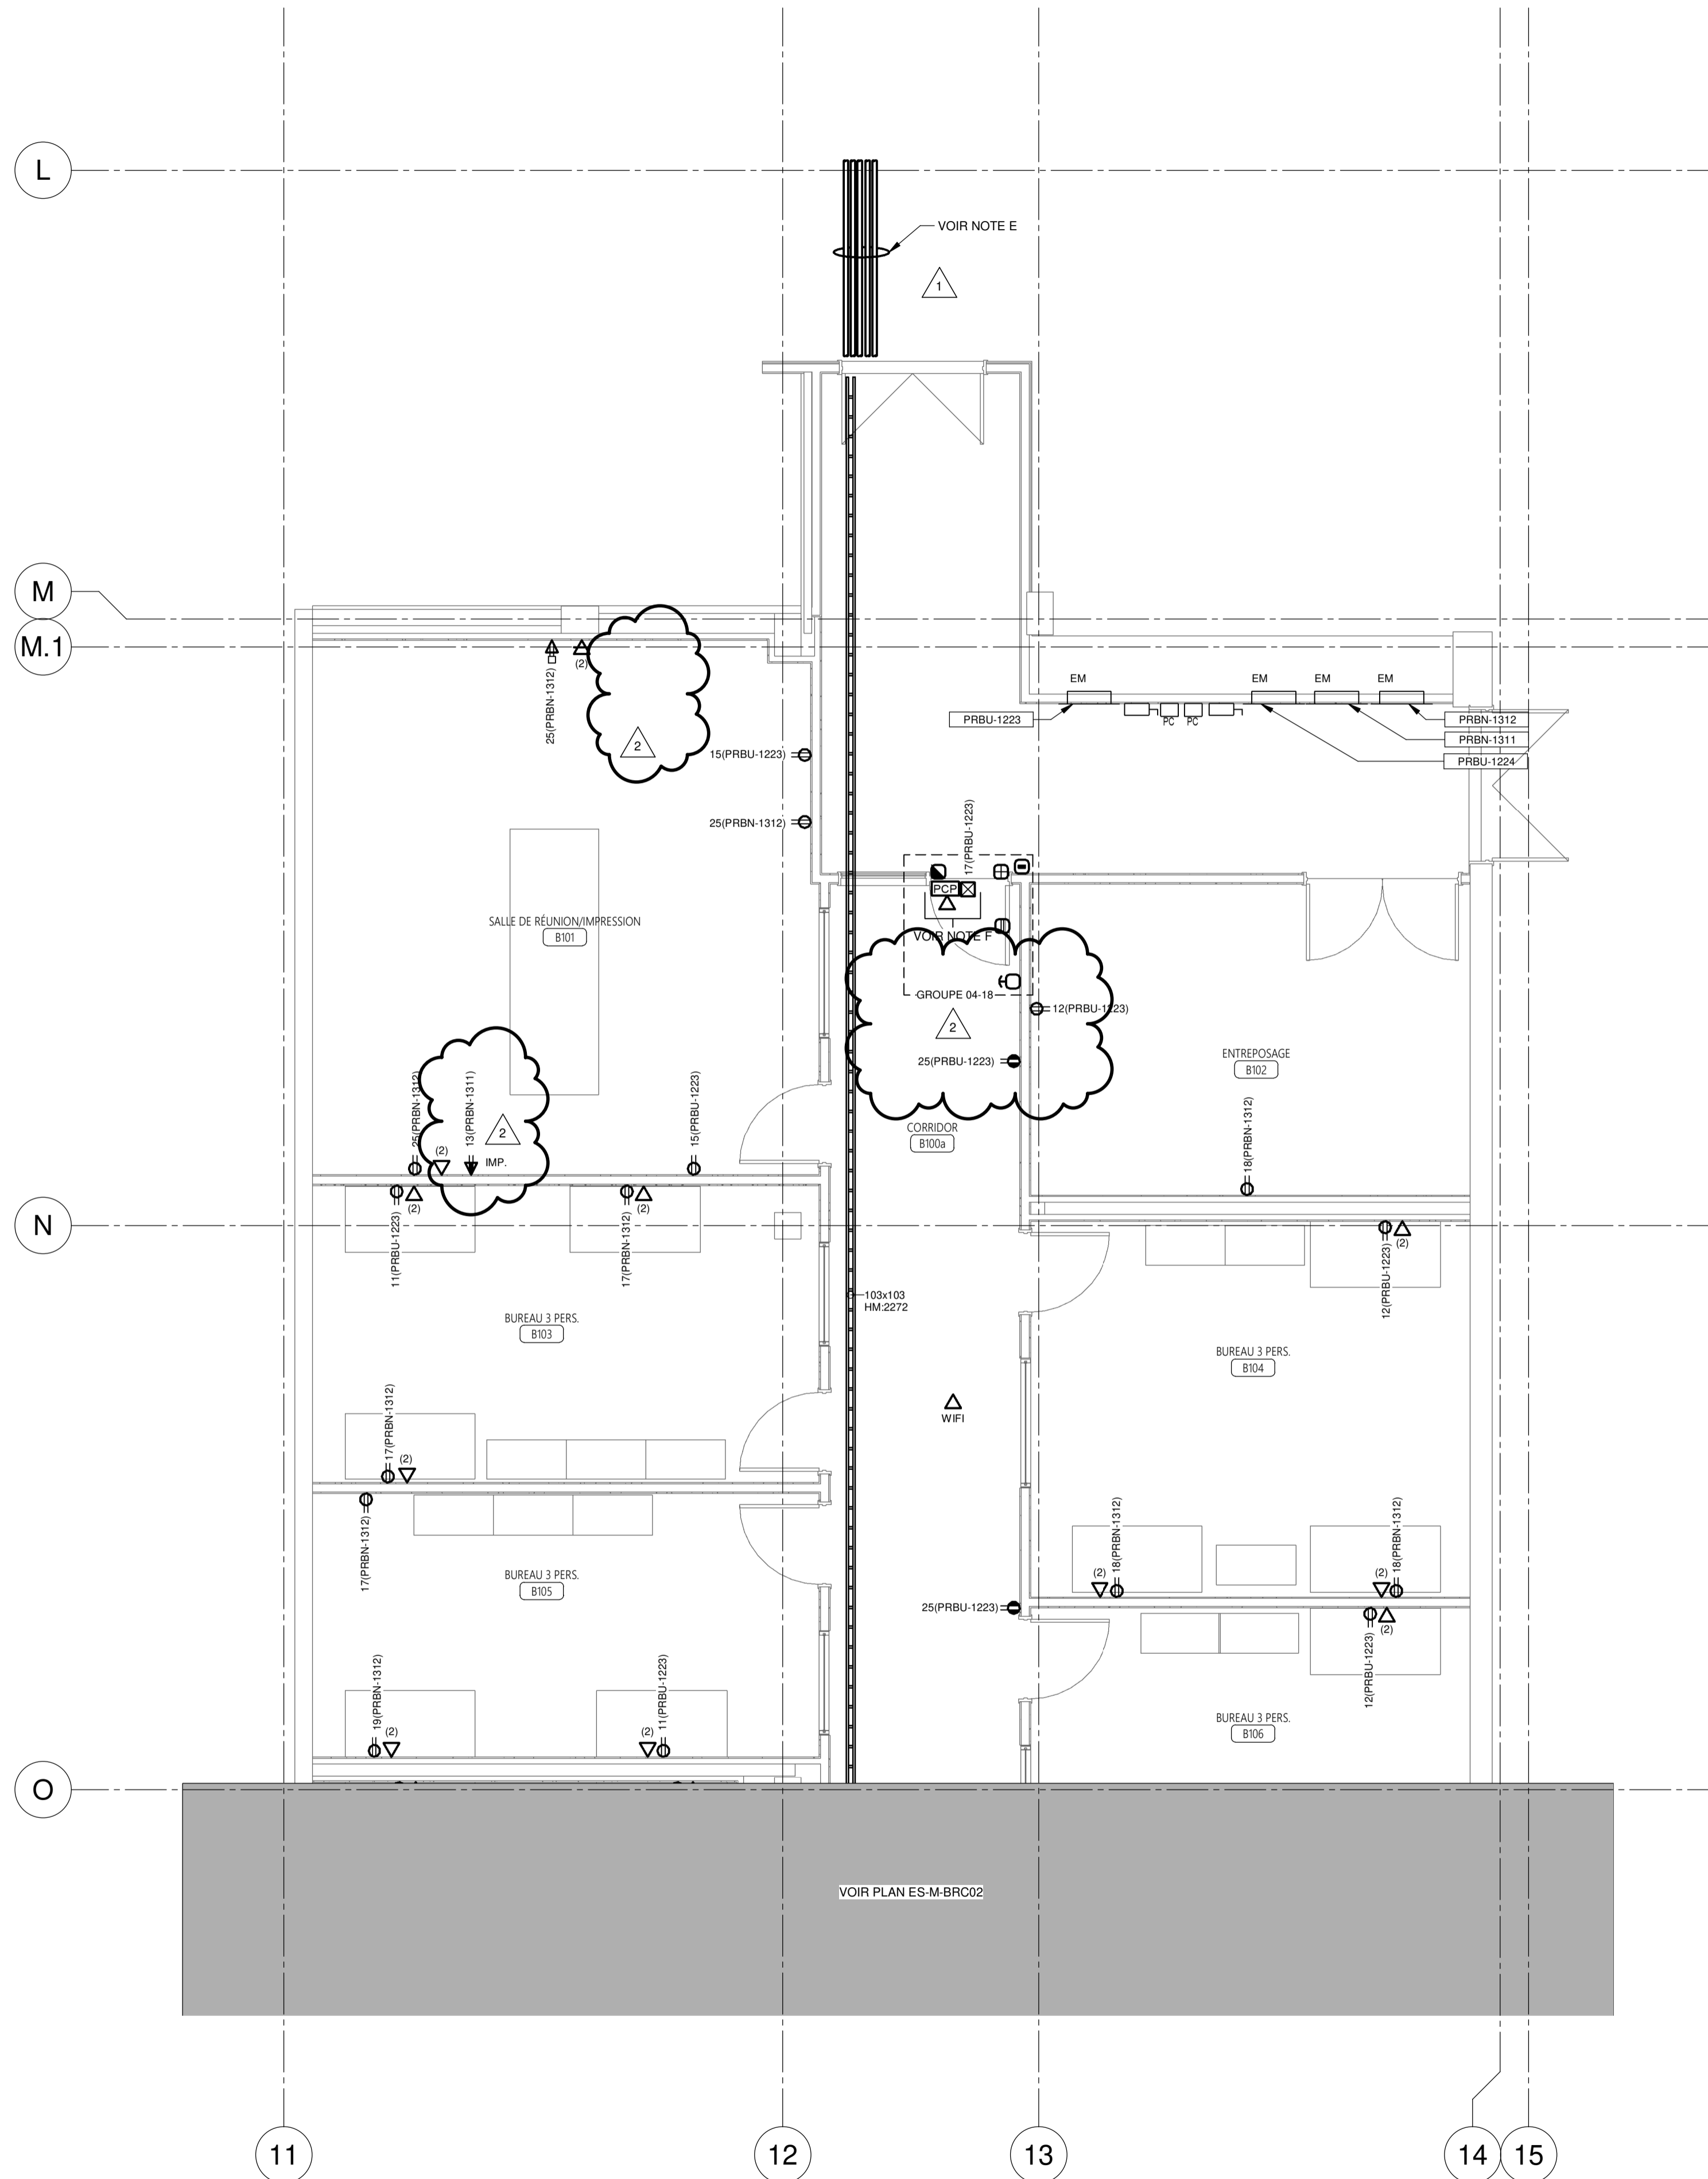 L
VOIR NOTE E
1
M
M.1
25(PRBN-1312)
(2)
2
15(PRBU-1223)
25(PRBN-1312)
EM
EM
EM
EM
PRBU-1223
PC
PC
PRBN-1312
PRBN-1311
PRBU-1224
17(PRBU-1223)
PCP
VOIR NOTE F
GROUPE 04-18
2
12(PRBU-1223)
25(PRBU-1223)
SALLE DE RÉUNION/IMPRESSION
B101
ENTREPOSAGE
B102
CORRIDOR
B100a
25(PRBN-1312)
(2)
13(PRBN-1311)
2
IMP.
15(PRBU-1223)
18(PRBN-1312)
N
11(PRBU-1223)
(2)
17(PRBN-1312)
(2)
12(PRBU-1223)
(2)
103x103
HM:2272
BUREAU 3 PERS.
B103
BUREAU 3 PERS.
B104
WIFI
17(PRBN-1312)
(2)
17(PRBN-1312)
BUREAU 3 PERS.
B105
(2)
18(PRBN-1312)
(2)
18(PRBN-1312)
25(PRBU-1223)
12(PRBU-1223)
(2)
19(PRBN-1312)
(2)
(2)
11(PRBU-1223)
BUREAU 3 PERS.
B106
O
VOIR PLAN ES-M-BRC02
11
12
13
14
15